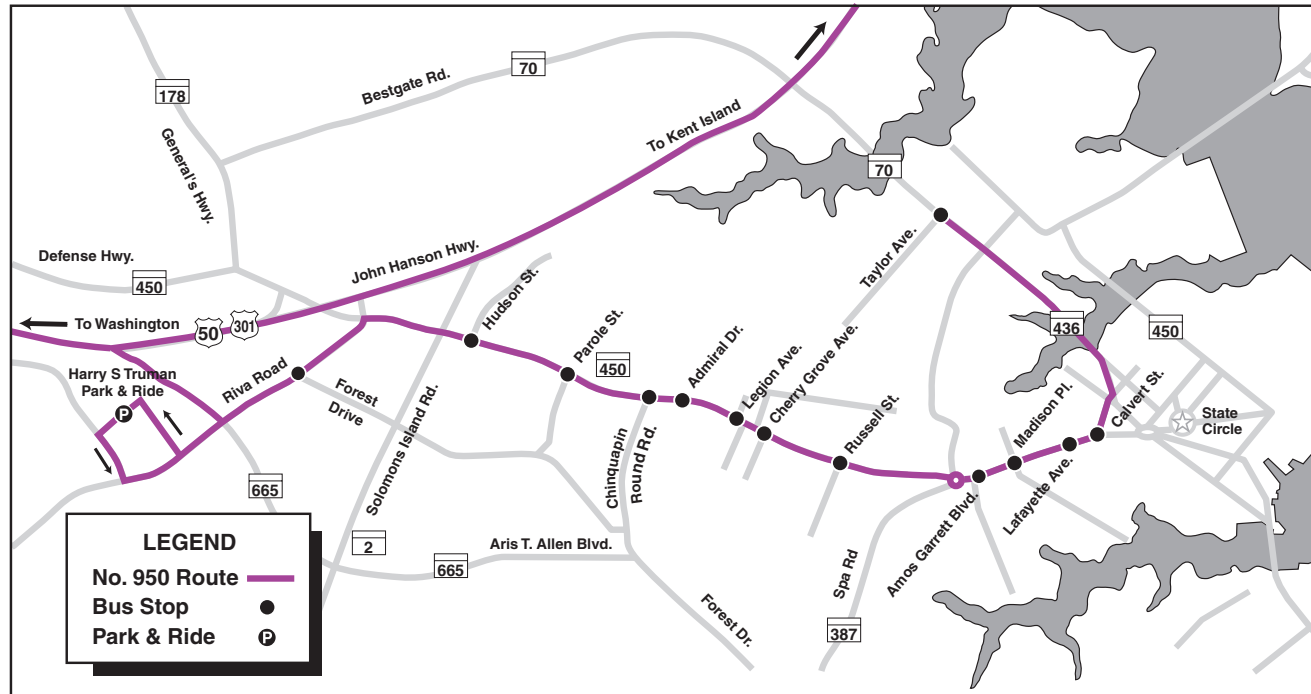 178
70
Bestgate Rd.
General's Hwy.
To Kent Island
70
Defense Hwy.
450
John Hanson Hwy.
Taylor Ave.
To Washington
50
301
Hudson St.
436
450
Harry S Truman
Park & Ride
P
Riva Road
Parole St.
450
Admiral Dr.
Legion Ave.
Cherry Grove Ave.
Forest
Drive
Solomons Island Rd.
Russell St.
Madison Pl.
Calvert St.
State
Circle
Chinquapin
Round Rd.
665
Amos Garrett Blvd.
Lafayette Ave.
2
665
Aris T. Allen Blvd.
Spa Rd
Forest Dr.
387
LEGEND
No. 950 Route
Bus Stop
Park & Ride
P